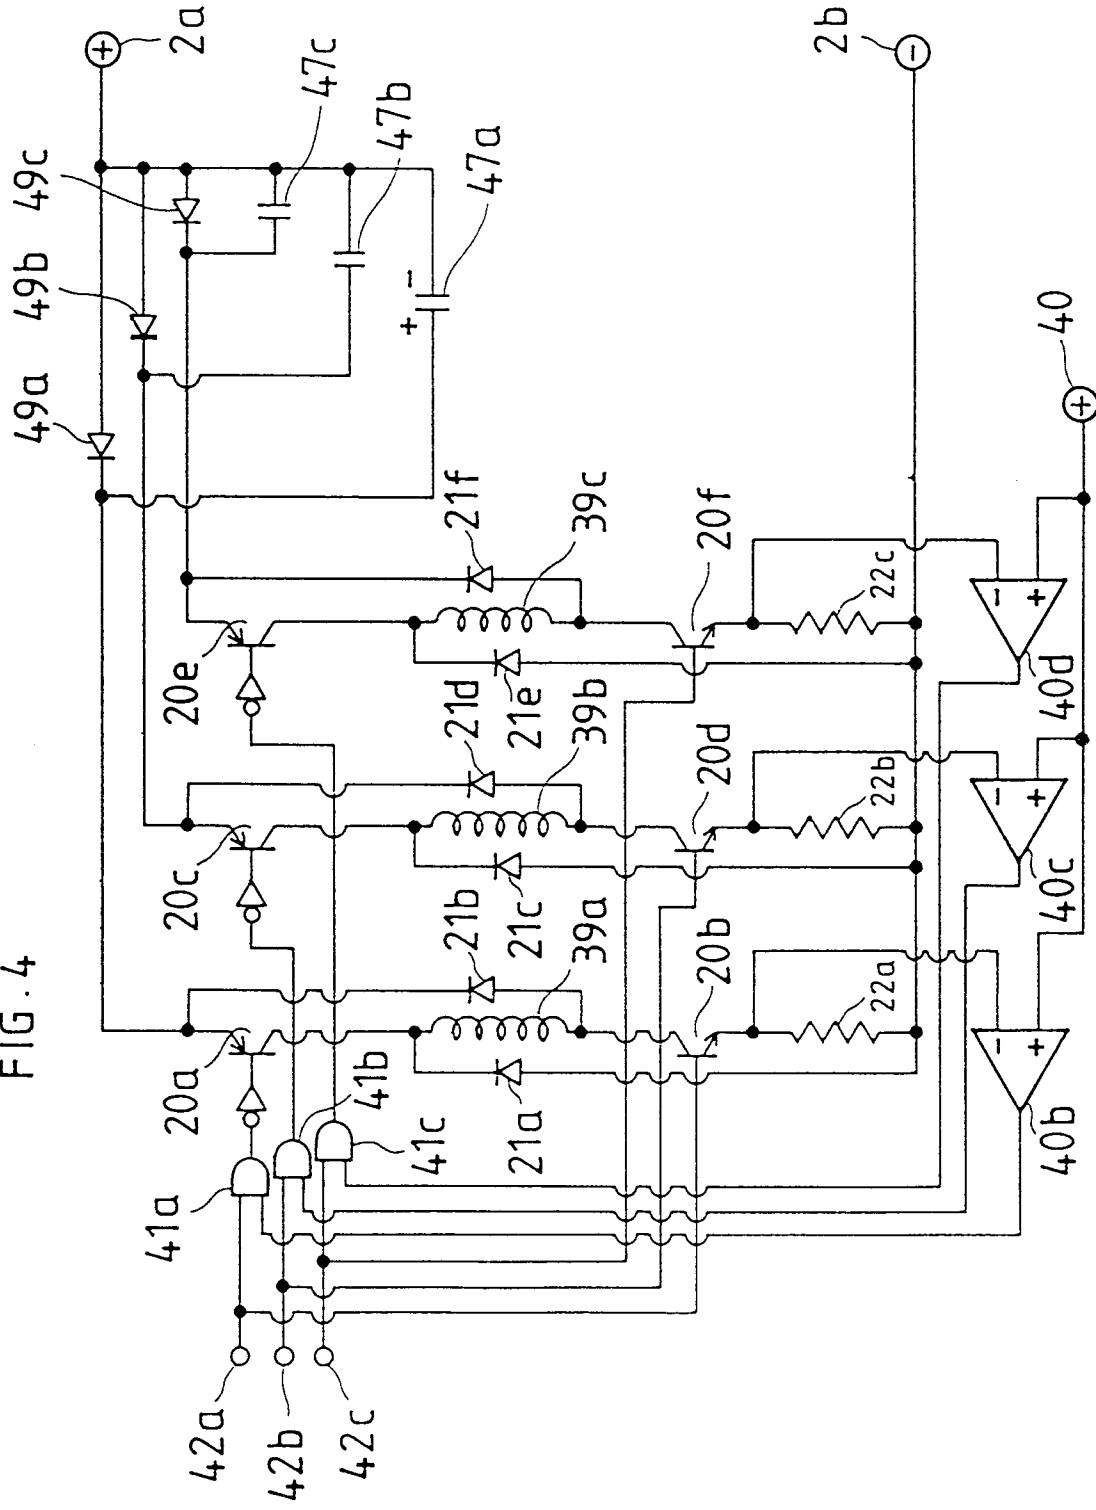 FIG. 4
2a
49c
47c
49b
47b
49a
47a
2b
40
20e
21f
39c
20f
22c
40d
21e
20c
21d
39b
20d
22b
40c
21c
20a
21b
39a
20b
22a
40b
21a
41b
41c
41a
42a
42b
42c
+
-
+
-
-
+
-
+
-
+
+